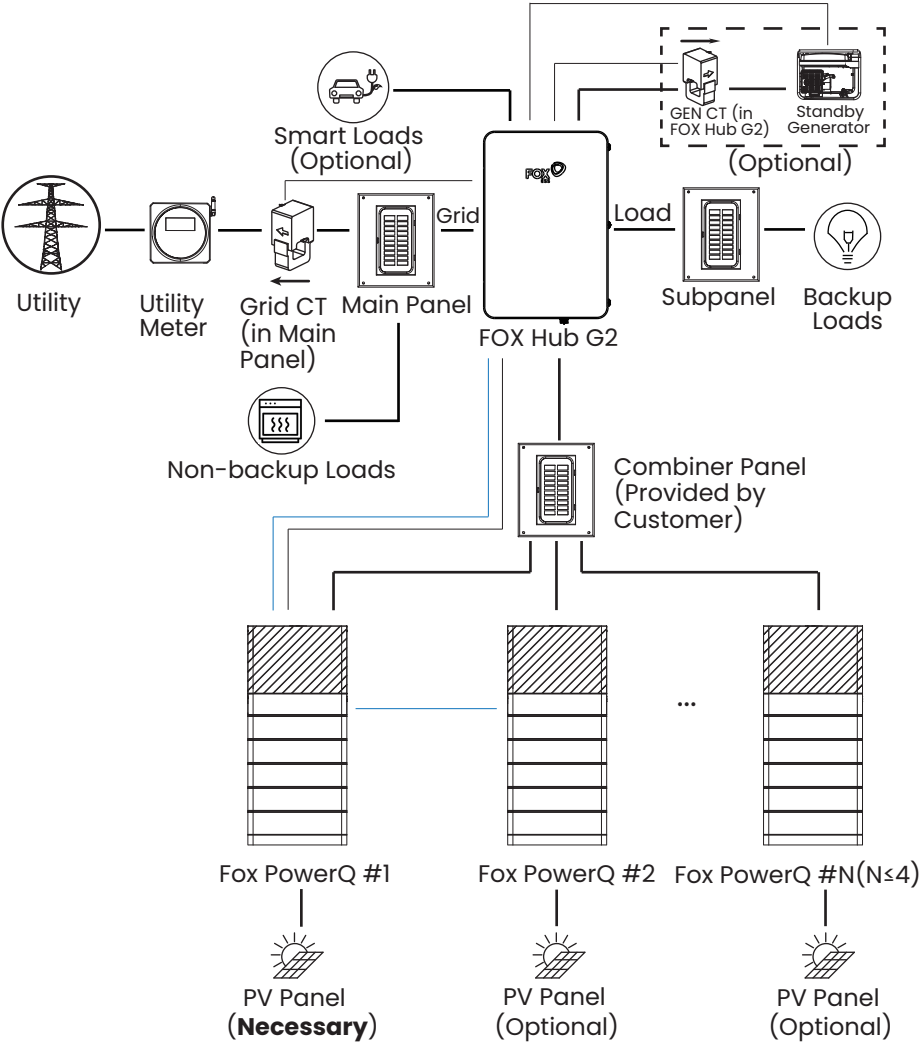 GEN CT (in
FOX Hub G2)
Standby
Generator
(Optional)
Smart Loads
(Optional)
FOX
Grid
Load
Utility
Utility
Meter
Grid CT
(in Main
Panel)
Main Panel
FOX Hub G2
Subpanel
Backup
Loads
Non-backup Loads
Combiner Panel
(Provided by
Customer)
...
Fox PowerQ #1
Fox PowerQ #2
Fox PowerQ #N(N≤4)
PV Panel
(Necessary)
PV Panel
(Optional)
PV Panel
(Optional)